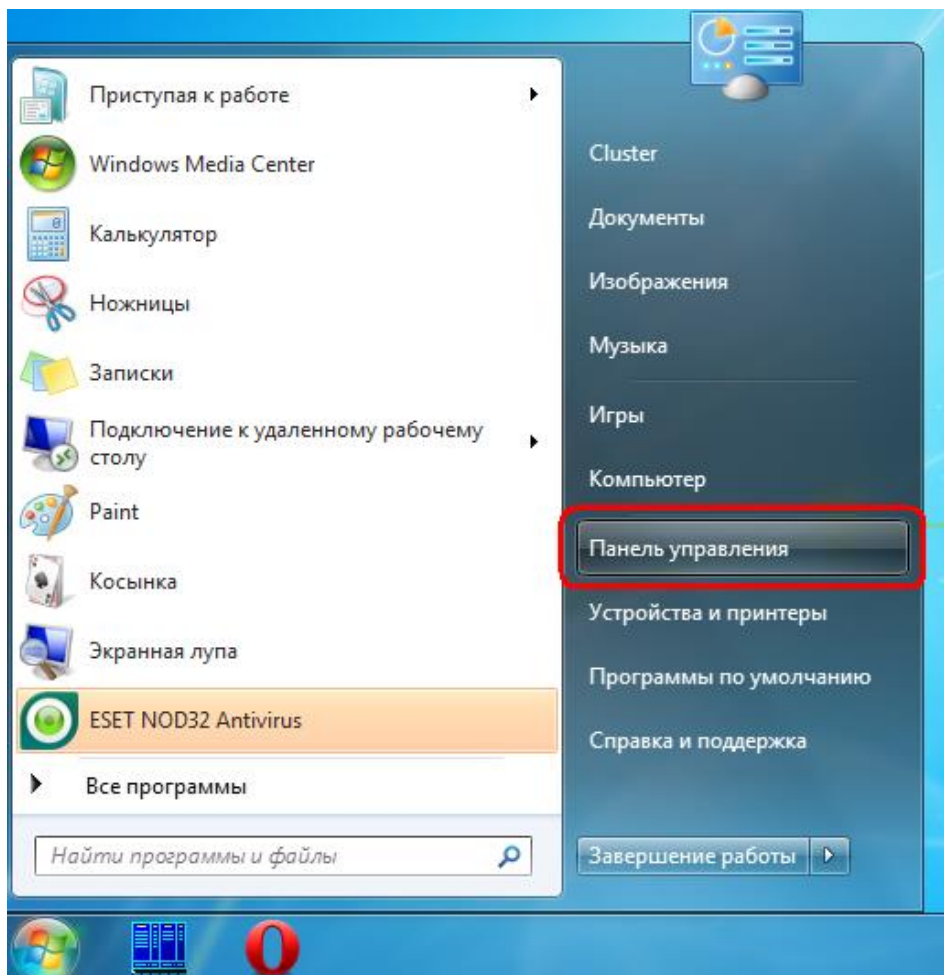 Приступая к работе
Windows Media Center
Калькулятор
Ножницы
Записки
Подключение к удаленному рабочему
столу
Paint
Косынка
Экранная лупа
ESET NOD32 Antivirus
Все программы
Найти программы и файлы
Cluster
Документы
Изображения
Музыка
Игры
Компьютер
Панель управления
Устройства и принтеры
Программы по умолчанию
Справка и поддержка
Завершение работы